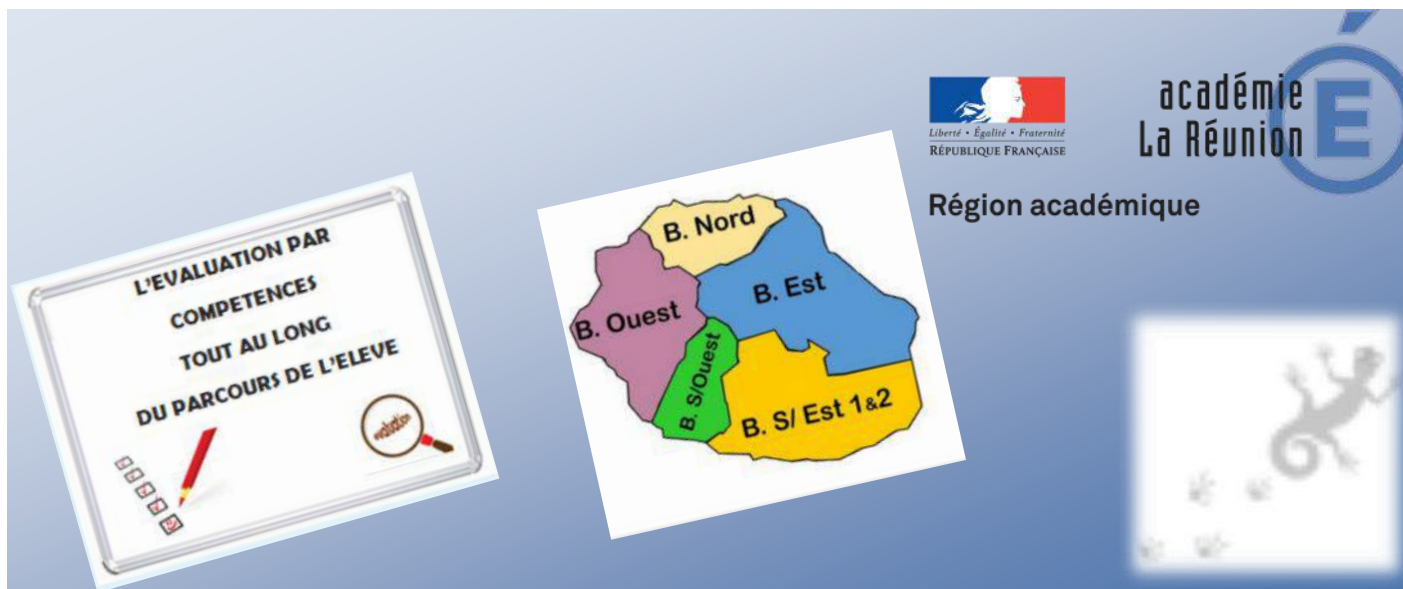 L'EVALUATION PAR
COMPETENCES
TOUT AU LONG
DU PARCOURS DE L'ELEVE
B. Nord
B. Est
B. Ouest
B. S/Ouest
B. S/ Est 1&2
Liberté • Égalité • Fraternité
RÉPUBLIQUE FRANÇAISE
académie
La Réunion
É
Région académique